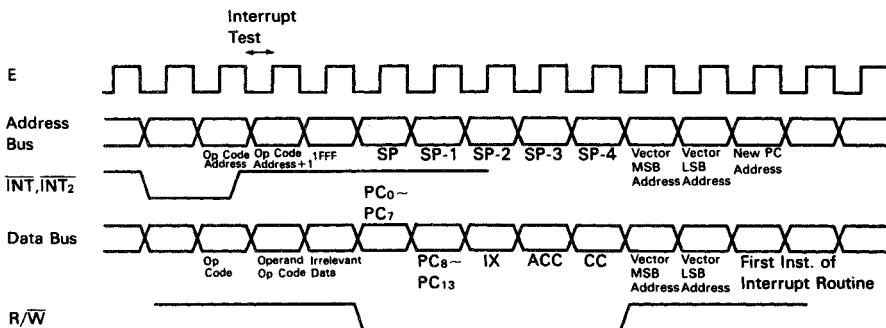 Interrupt
Test
E
Address
Bus
Op Code
Address
Op Code
Address+1
1FFF
SP
SP-1
SP-2
SP-3
SP-4
Vector
MSB
Address
Vector
LSB
Address
New PC
Address
INT, INT2
PC0~
PC7
Data Bus
Op
Code
Operand
Op Code
Irrelevant
Data
PC8~
PC13
IX
ACC
CC
Vector
MSB
Address
Vector
LSB
Address
First Inst. of
Interrupt Routine
R/W